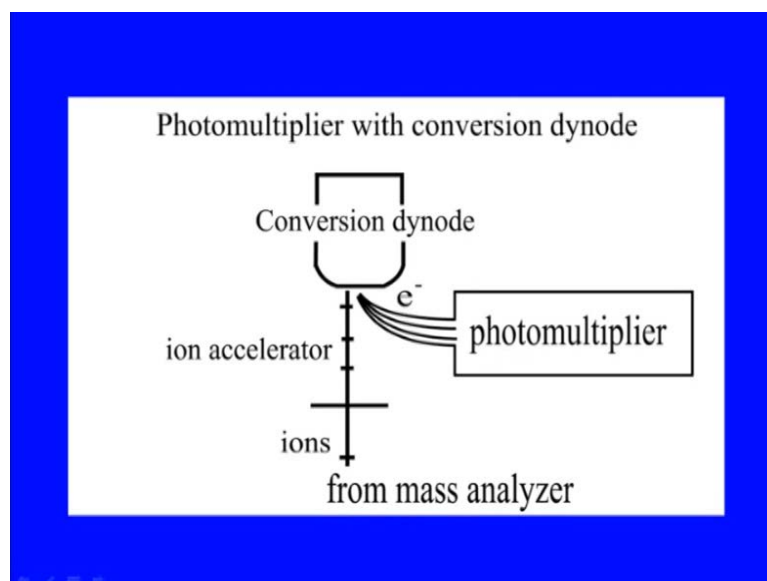 Photomultiplier with conversion dynode
Conversion dynode
e-
photomultiplier
ion accelerator
ions
from mass analyzer